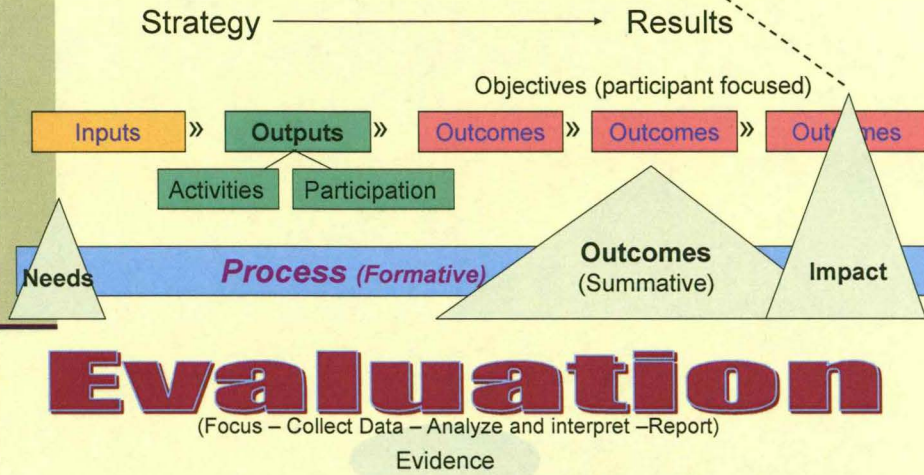 Strategy Results
Objectives (participant focused)
Inputs » Outputs » Outcomes » Outcomes » Outcomes
Activities Participation
Needs Process (Formative) Outcomes (Summative) Impact
Evaluation
(Focus – Collect Data – Analyze and interpret –Report)
Evidence